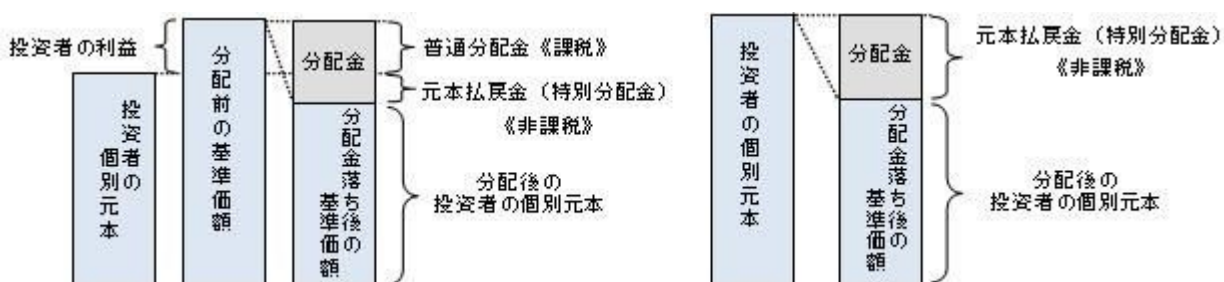 投資者の利益
投資者の
個別元本
分配前の基準価額
分配金
分配金落ち後の
基準価額
普通分配金《課税》
元本払戻金（特別分配金）
《非課税》
分配後の
投資者の個別元本
投資者の個別元本
分配金
分配金落ち後の
基準価額
元本払戻金（特別分配金）
《非課税》
分配後の
投資者の個別元本